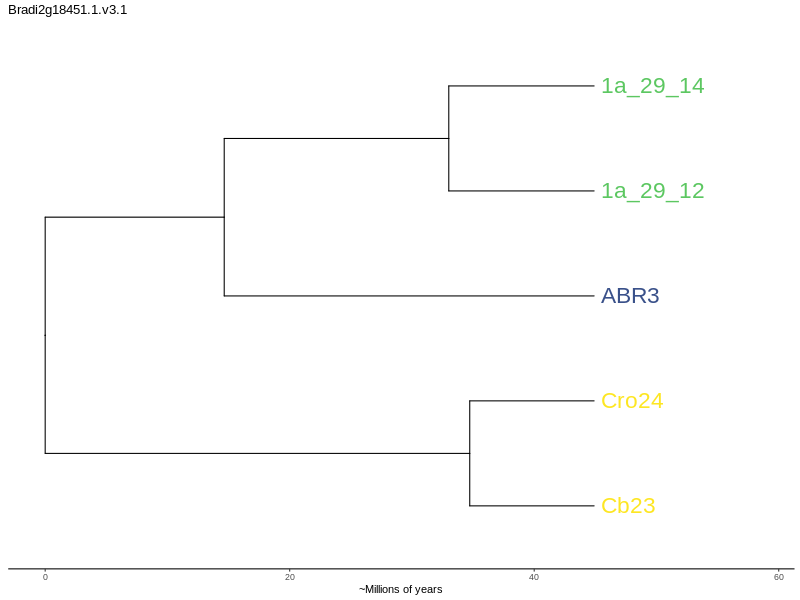 Bradi2g18451.1.v3.1
1a_29_14
1a_29_12
ABR3
Cro24
Cb23
0 20 40 60
~Millions of years